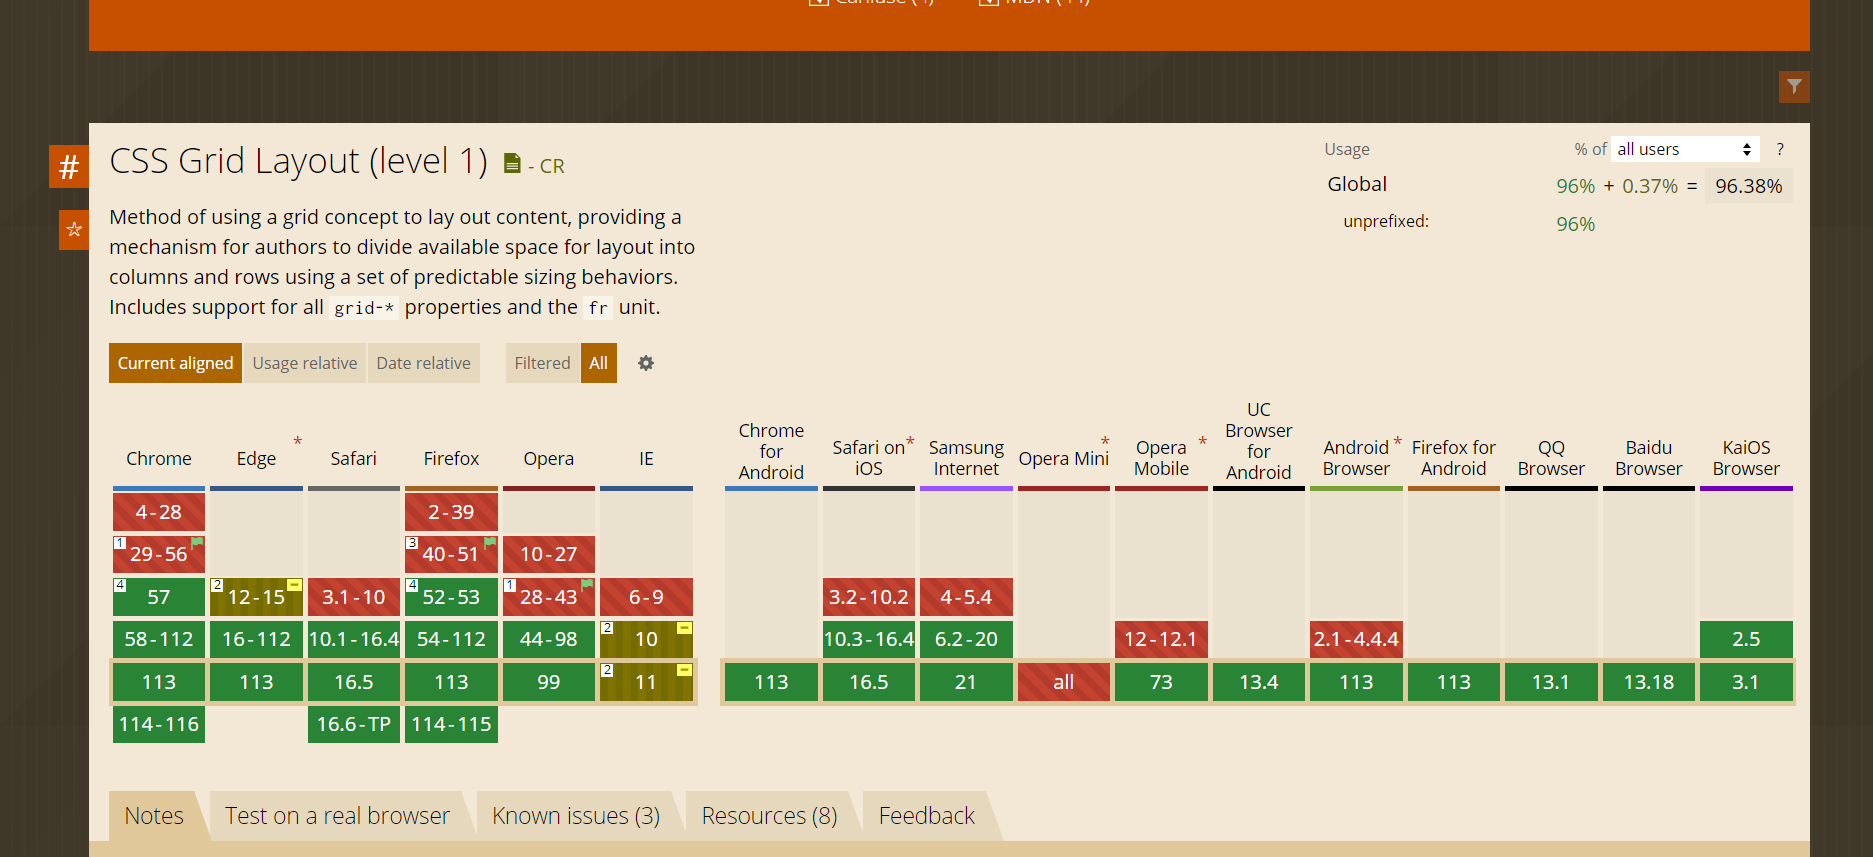 #
CSS Grid Layout (level 1) - CR
Method of using a grid concept to lay out content, providing a
mechanism for authors to divide available space for layout into
columns and rows using a set of predictable sizing behaviors.
Includes support for all grid-* properties and the fr unit.
Usage % of all users ?
Global 96% + 0.37% = 96.38%
unprefixed: 96%
Current aligned Usage relative Date relative Filtered All
Chrome Edge * Safari Firefox Opera IE
Chrome for Android Safari on iOS * Samsung Internet Opera Mini * Opera Mobile * UC Browser for Android Android Browser * Firefox for Android QQ Browser Baidu Browser KaiOS Browser
4-28 2-39
1 29-56 3 40-51 10-27
4 57 2 12-15 3.1-10 4 52-53 1 28-43 6-9 3.2-10.2 4-5.4
58-112 16-112 10.1-16.4 54-112 44-98 2 10 10.3-16.4 6.2-20 12-12.1 2.1-4.4.4 2.5
113 113 16.5 113 99 2 11 113 16.5 21 all 73 13.4 113 113 13.1 13.18 3.1
114-116 16.6-TP 114-115
Notes Test on a real browser Known issues (3) Resources (8) Feedback